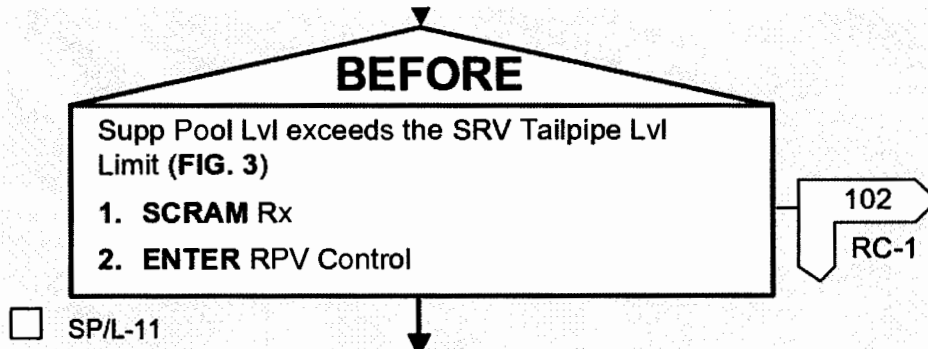 BEFORE
Supp Pool Lvl exceeds the SRV Tailpipe Lvl
Limit (FIG. 3)
1. SCRAM Rx
2. ENTER RPV Control
102
RC-1
SP/L-11